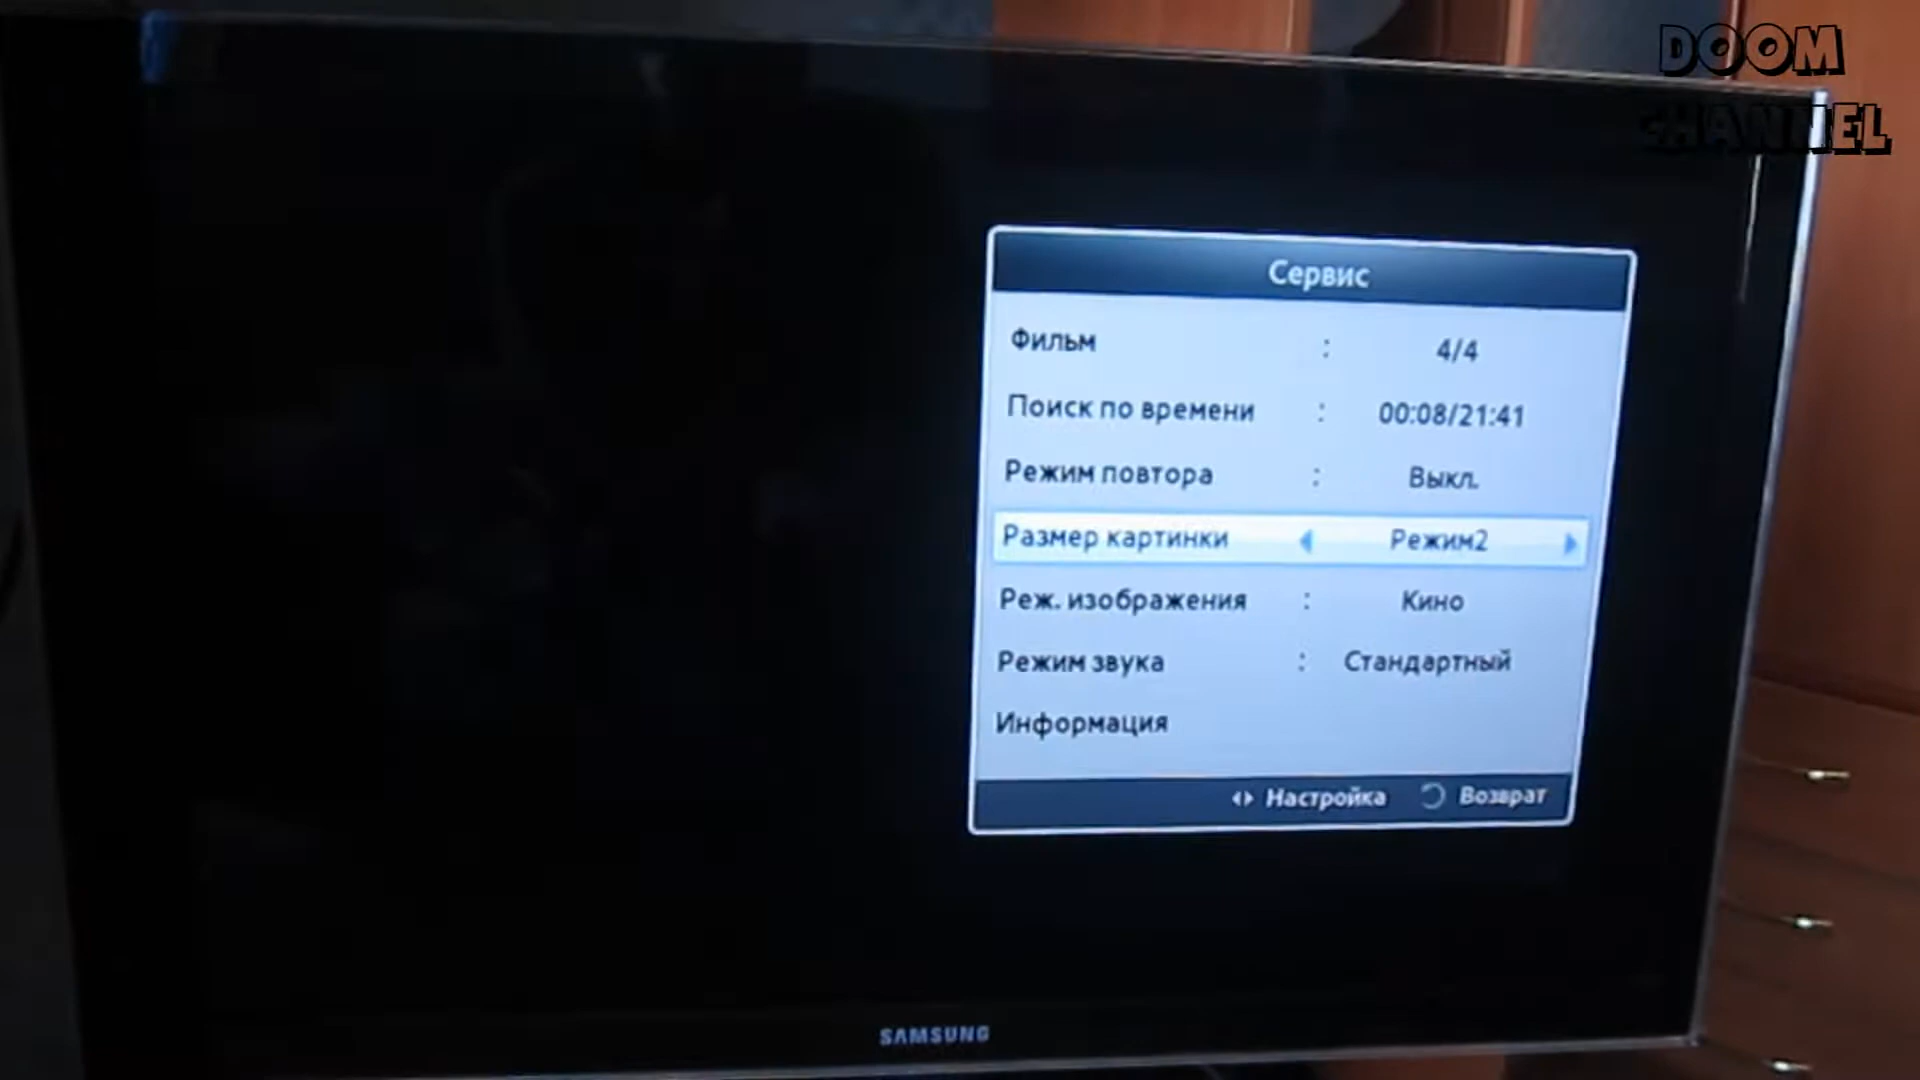 DOOM
CHANNEL
Сервис
Фильм : 4/4
Поиск по времени : 00:08/21:41
Режим повтора : Выкл.
Размер картинки Режим2
Реж. изображения : Кино
Режим звука : Стандартный
Информация
Настройка Возврат
SAMSUNG